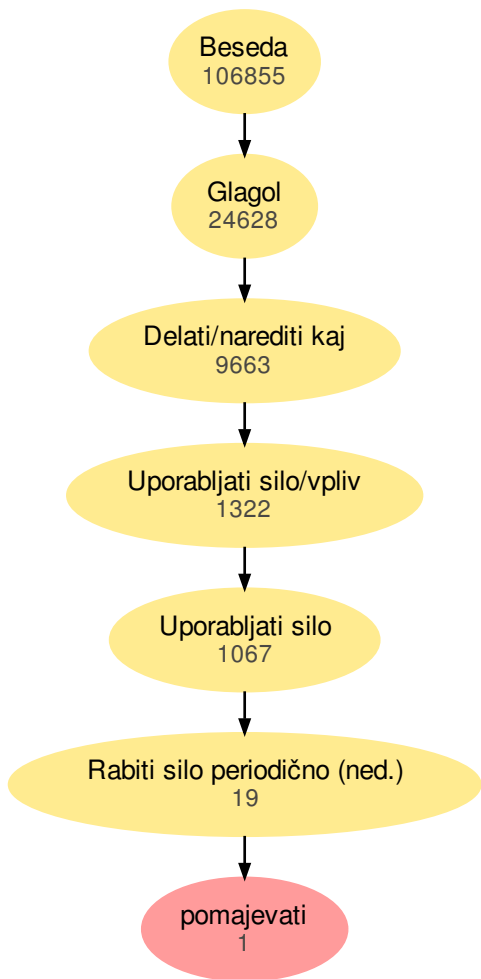 Beseda
106855
Glagol
24628
Delati/narediti kaj
9663
Uporabljati silo/vpliv
1322
Uporabljati silo
1067
Rabiti silo periodično (ned.)
19
pomajevati
1